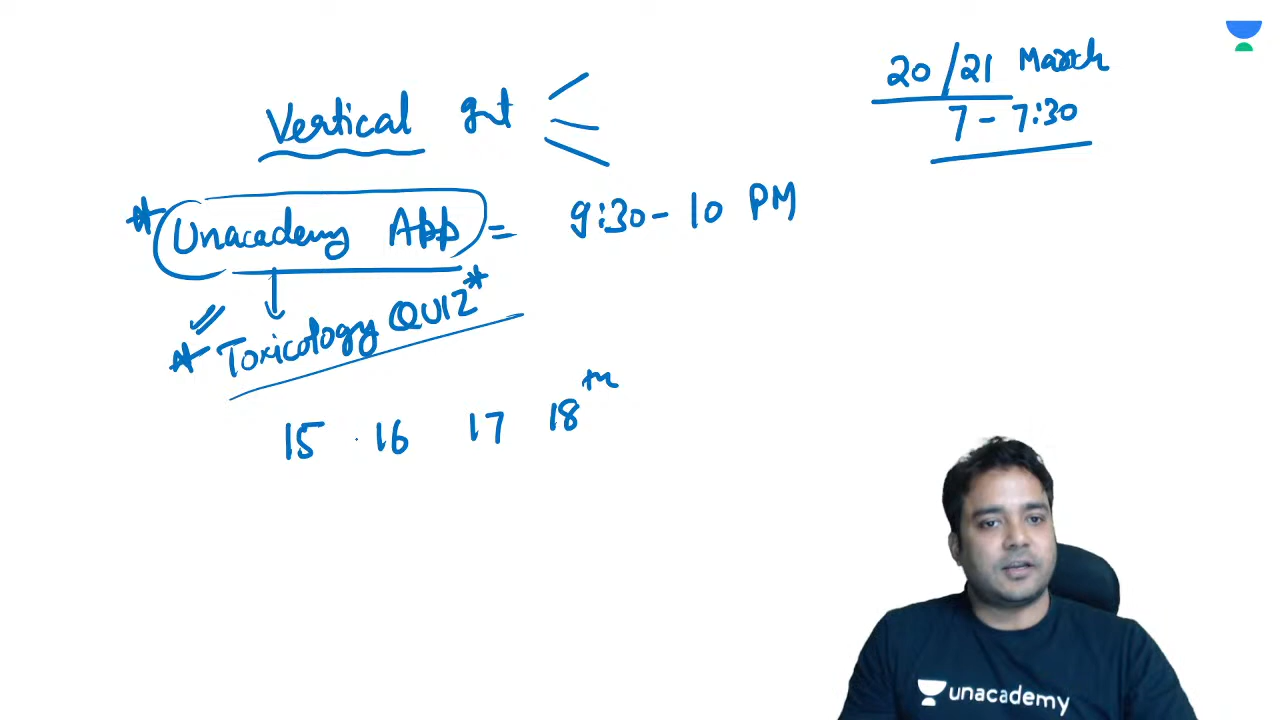 20/21 March
7 - 7:30
Vertical
* Unacademy App = 9:30 - 10 PM
* Toxicology QUIZ *
15 16 17 18th
unacademy